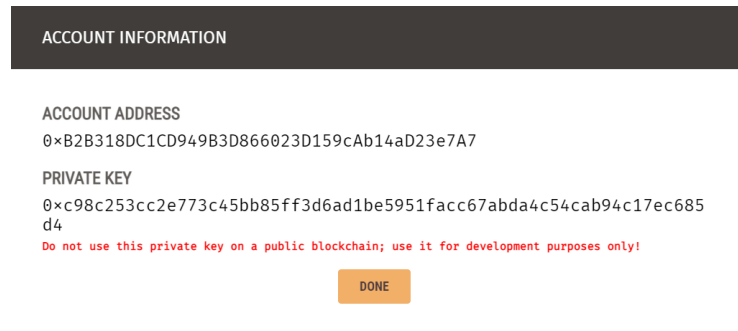 ACCOUNT INFORMATION
ACCOUNT ADDRESS
0×B2B318DC1CD949B3D866023D159cAb14aD23e7A7
PRIVATE KEY
0×c98c253cc2e773c45bb85ff3d6ad1be5951facc67abda4c54cab94c17ec685
d4
Do not use this private key on a public blockchain; use it for development purposes only!
DONE